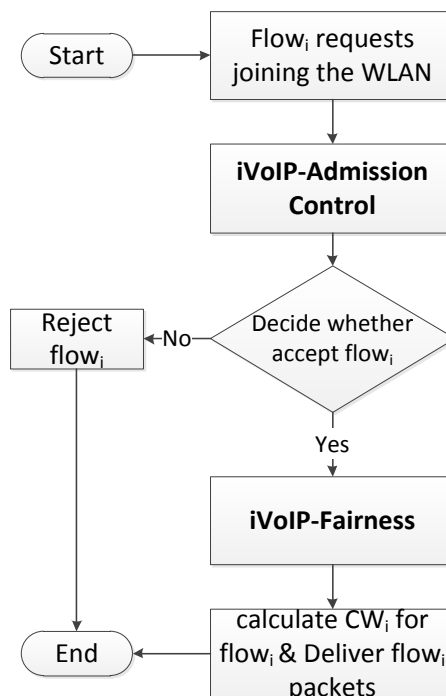 Start
Flowᵢ requests
joining the WLAN
iVoIP-Admission
Control
Decide whether
accept flowᵢ
No
Reject
flowᵢ
Yes
iVoIP-Fairness
calculate CWᵢ for
flowᵢ & Deliver flowᵢ
packets
End